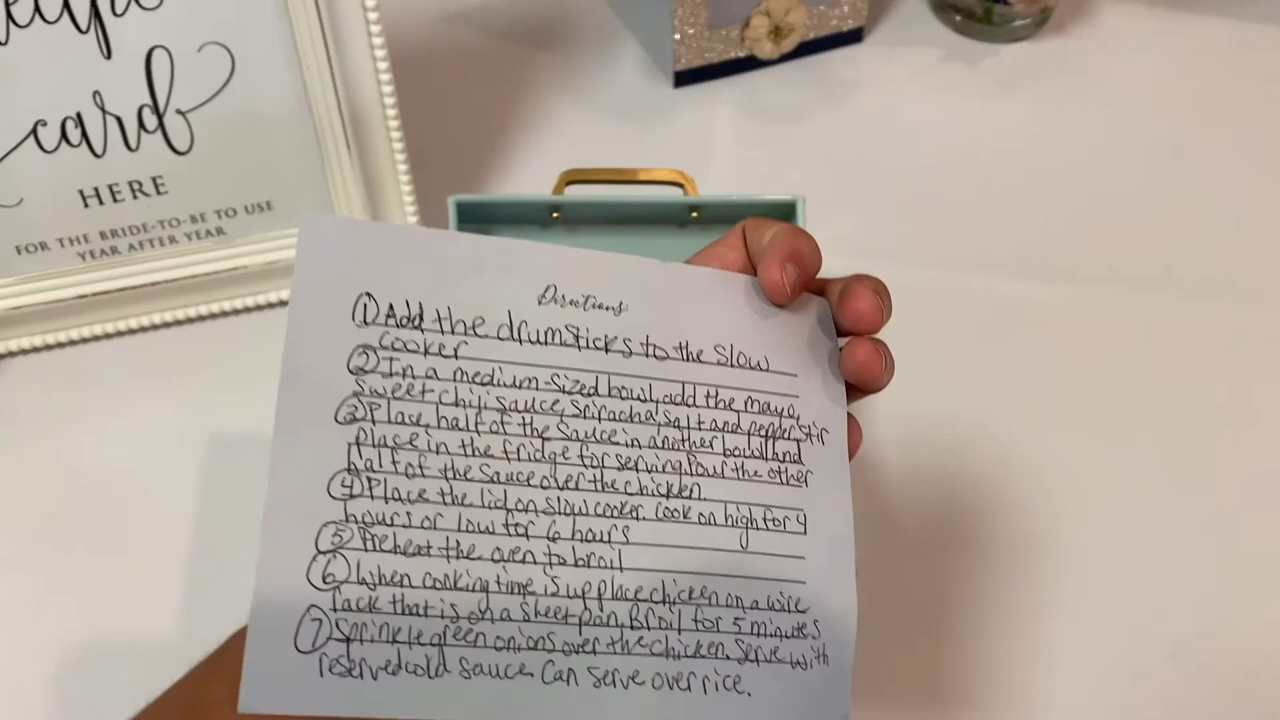 card
HERE
FOR THE BRIDE-TO-BE TO USE
YEAR AFTER YEAR
Directions
① Add the drumsticks to the slow
cooker
② In a medium-sized bowl, add the mayo,
sweet chili sauce, sriracha, salt and pepper, stir
③ Place half of the sauce in another bowl and
place in the fridge for serving. Pour the other
half of the sauce over the chicken.
④ Place the lid on slow cooker. Cook on high for 4
hours or low for 6 hours
⑤ Preheat the oven to broil
⑥ When cooking time is up place chicken on a wire
rack that is on a sheet pan. Broil for 5 minutes
⑦ Sprinkle green onions over the chicken. Serve with
reserved cold sauce. Can serve over rice.